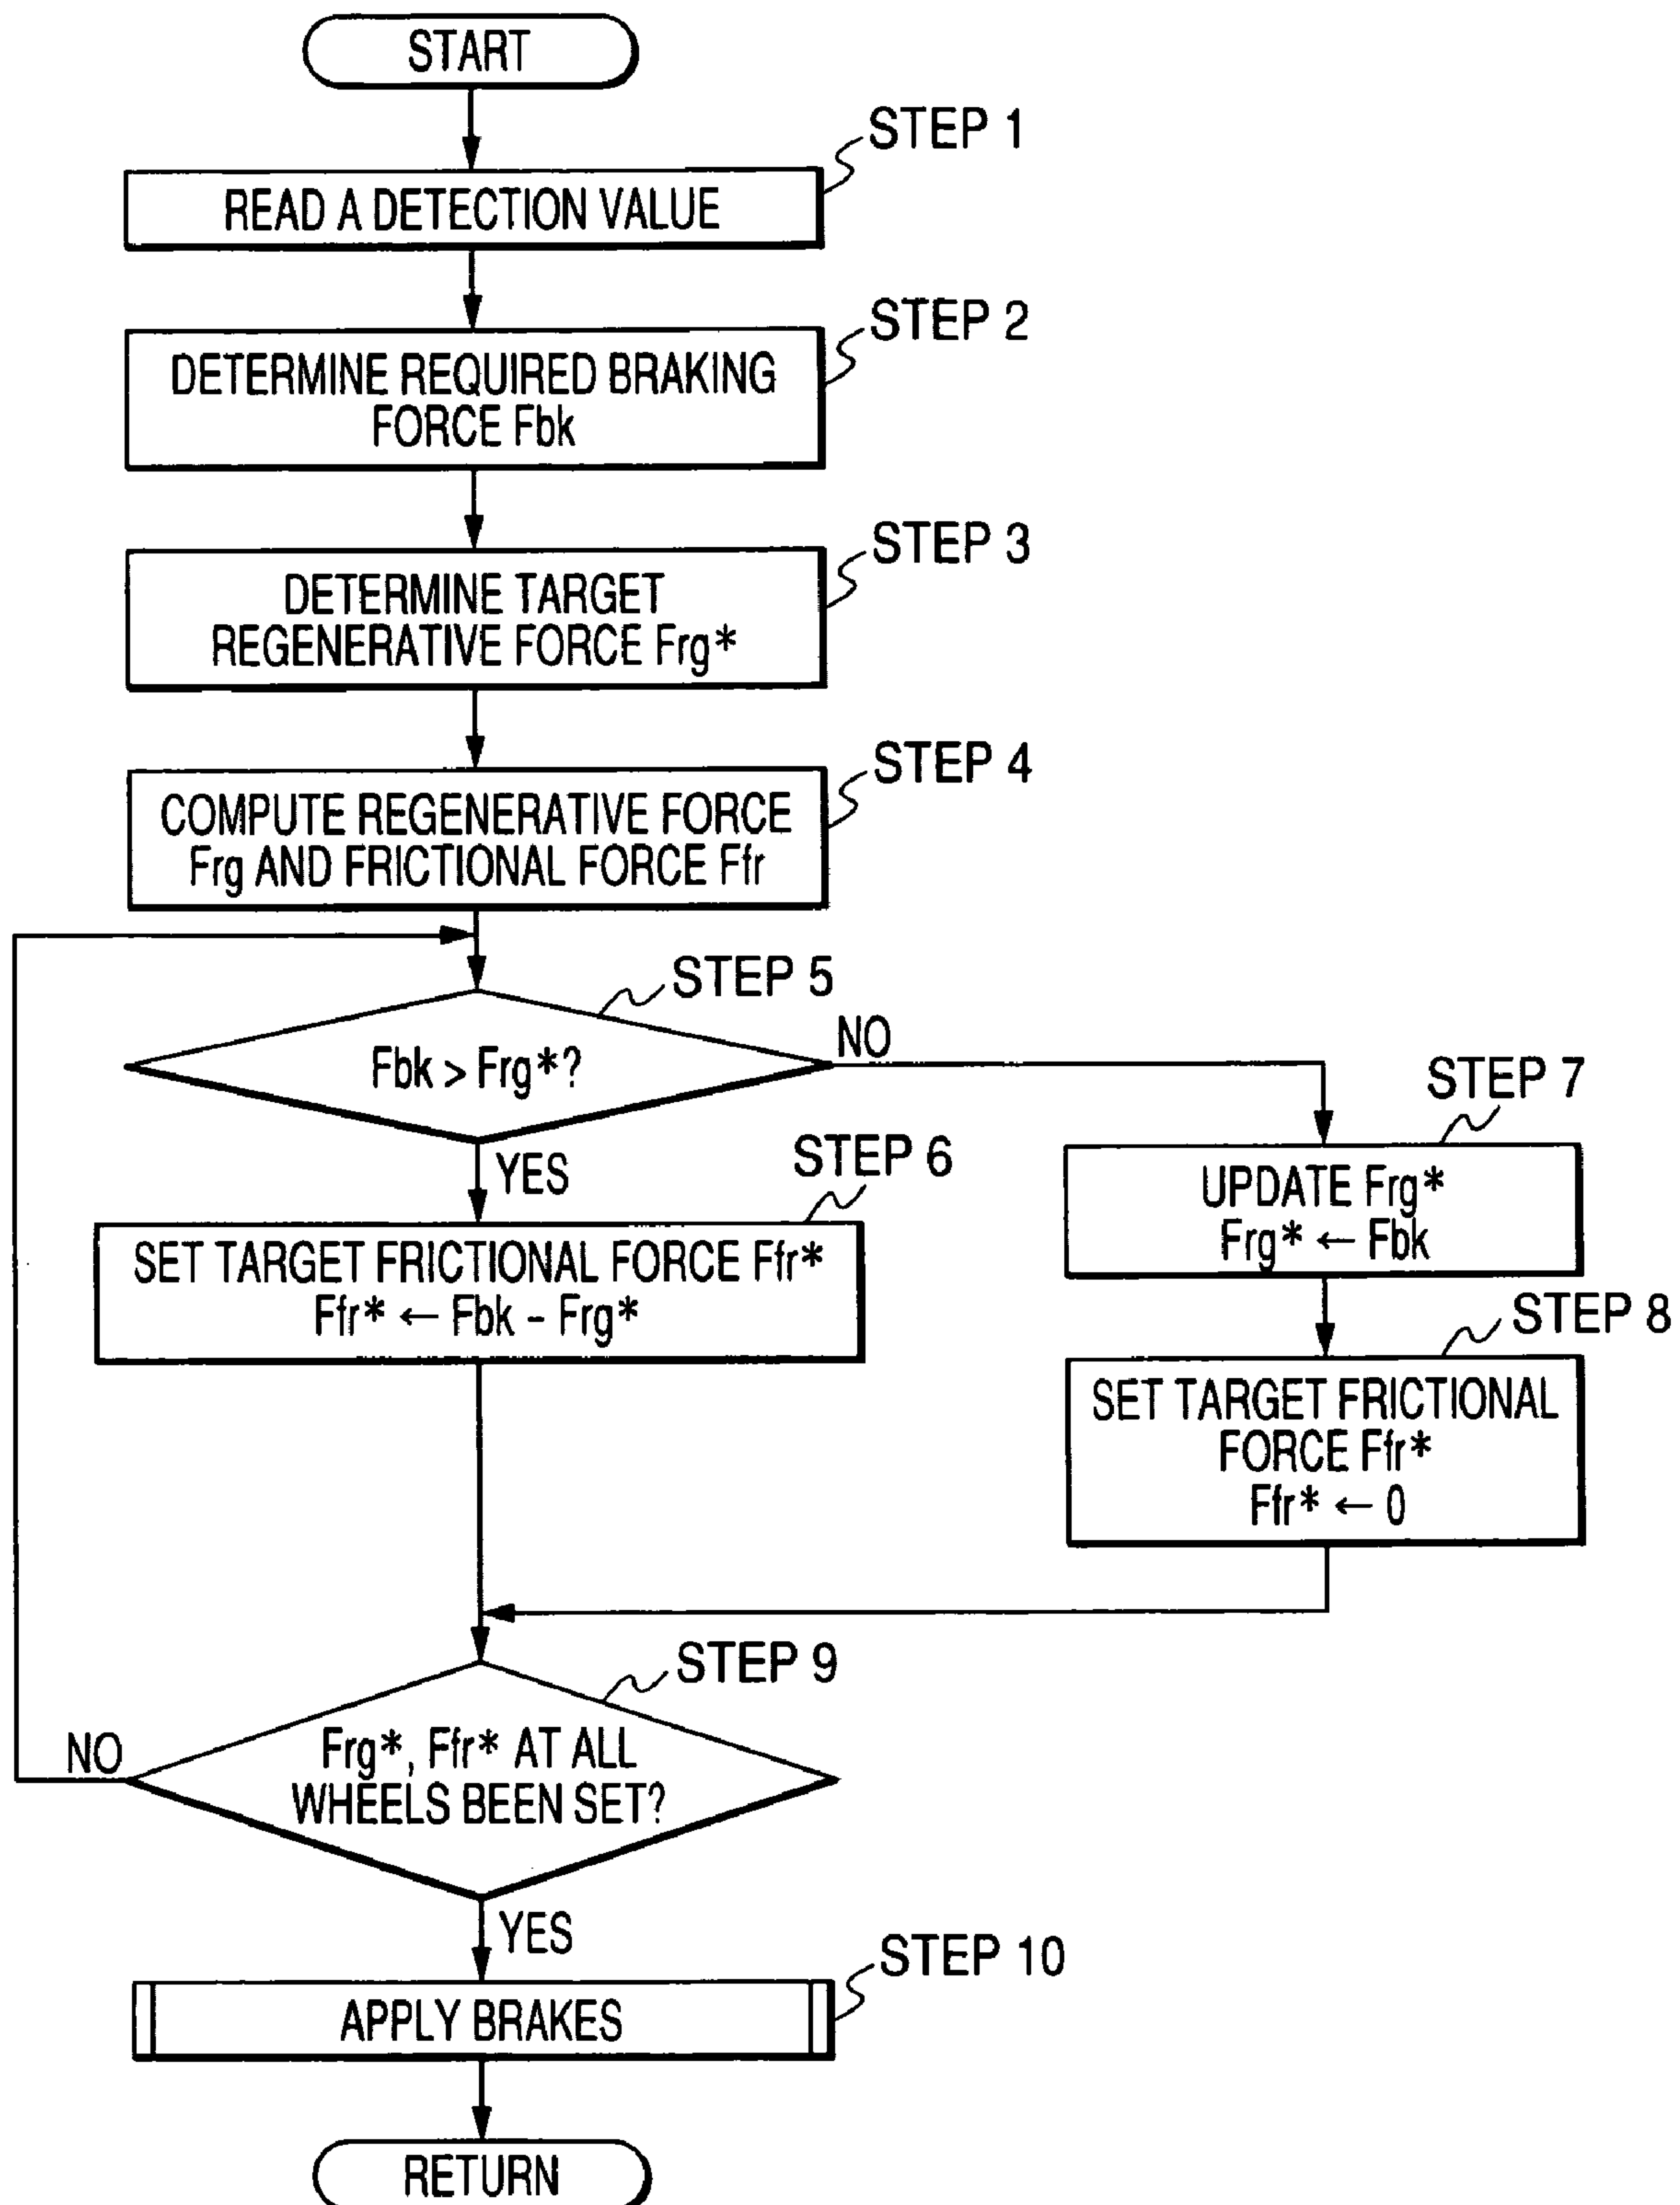 START
STEP 1
READ A DETECTION VALUE
STEP 2
DETERMINE REQUIRED BRAKING
FORCE Fbk
STEP 3
DETERMINE TARGET
REGENERATIVE FORCE Frg*
STEP 4
COMPUTE REGENERATIVE FORCE
Frg AND FRICTIONAL FORCE Ffr
STEP 5
Fbk > Frg*?
NO
YES
STEP 6
SET TARGET FRICTIONAL FORCE Ffr*
Ffr* ← Fbk - Frg*
STEP 7
UPDATE Frg*
Frg* ← Fbk
STEP 8
SET TARGET FRICTIONAL
FORCE Ffr*
Ffr* ← 0
STEP 9
Frg*, Ffr* AT ALL
WHEELS BEEN SET?
NO
YES
STEP 10
APPLY BRAKES
RETURN